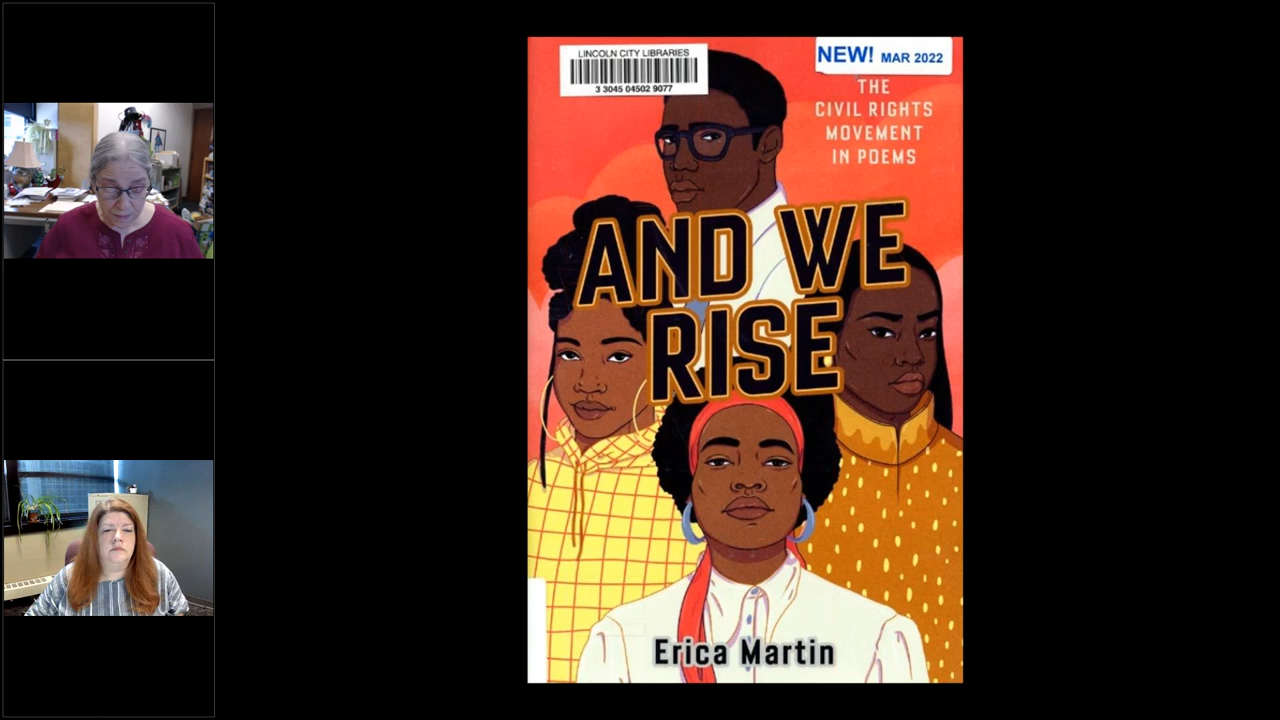 LINCOLN CITY LIBRARIES
3 3045 04502 9077
NEW! MAR 2022
THE
CIVIL RIGHTS
MOVEMENT
IN POEMS
AND WE
RISE
Erica Martin